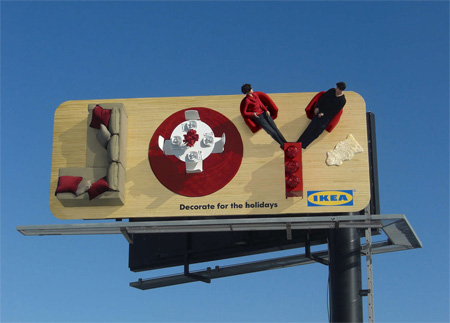 Decorate for the holidays
IKEA